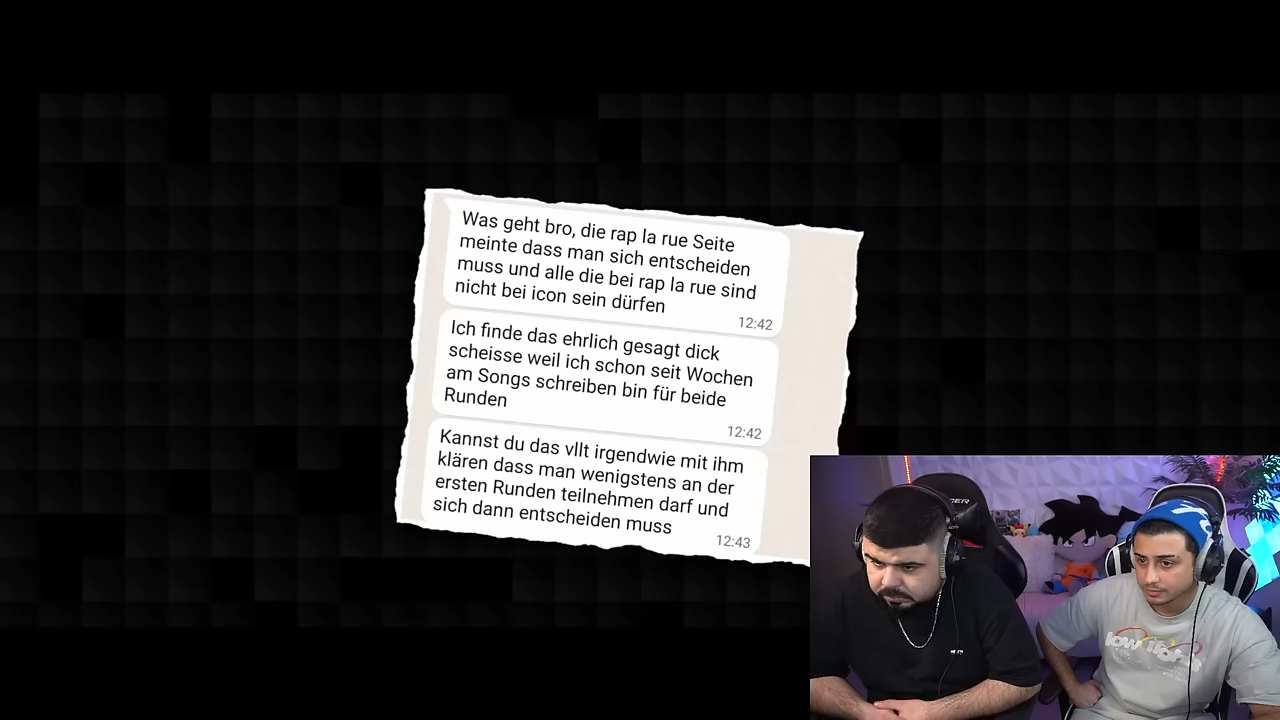 Was geht bro, die rap la rue Seite
meinte dass man sich entscheiden
muss und alle die bei rap la rue sind
nicht bei icon sein dürfen
12:42
Ich finde das ehrlich gesagt dick
scheisse weil ich schon seit Wochen
am Songs schreiben bin für beide
Runden
12:42
Kannst du das vllt irgendwie mit ihm
klären dass man wenigstens an der
ersten Runden teilnehmen darf und
sich dann entscheiden muss
12:43